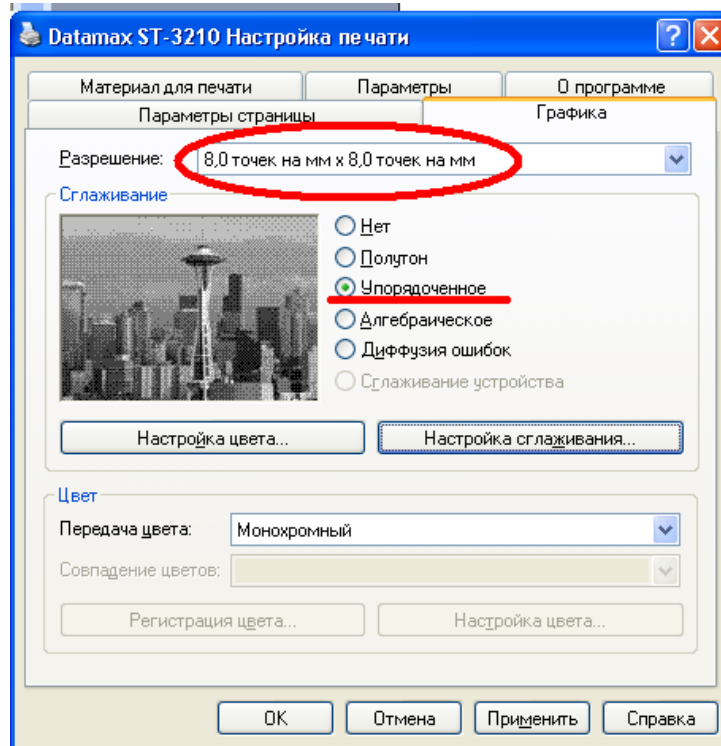 Datamax ST-3210 Настройка печати
Материал для печати Параметры О программе
Параметры страницы Графика
Разрешение: 8,0 точек на мм x 8,0 точек на мм
Сглаживание
Нет
Полутон
Упорядоченное
Алгебраическое
Диффузия ошибок
Сглаживание устройства
Настройка цвета... Настройка сглаживания...
Цвет
Передача цвета: Монохромный
Совпадение цветов:
Регистрация цвета... Настройка цвета...
OK Отмена Применить Справка